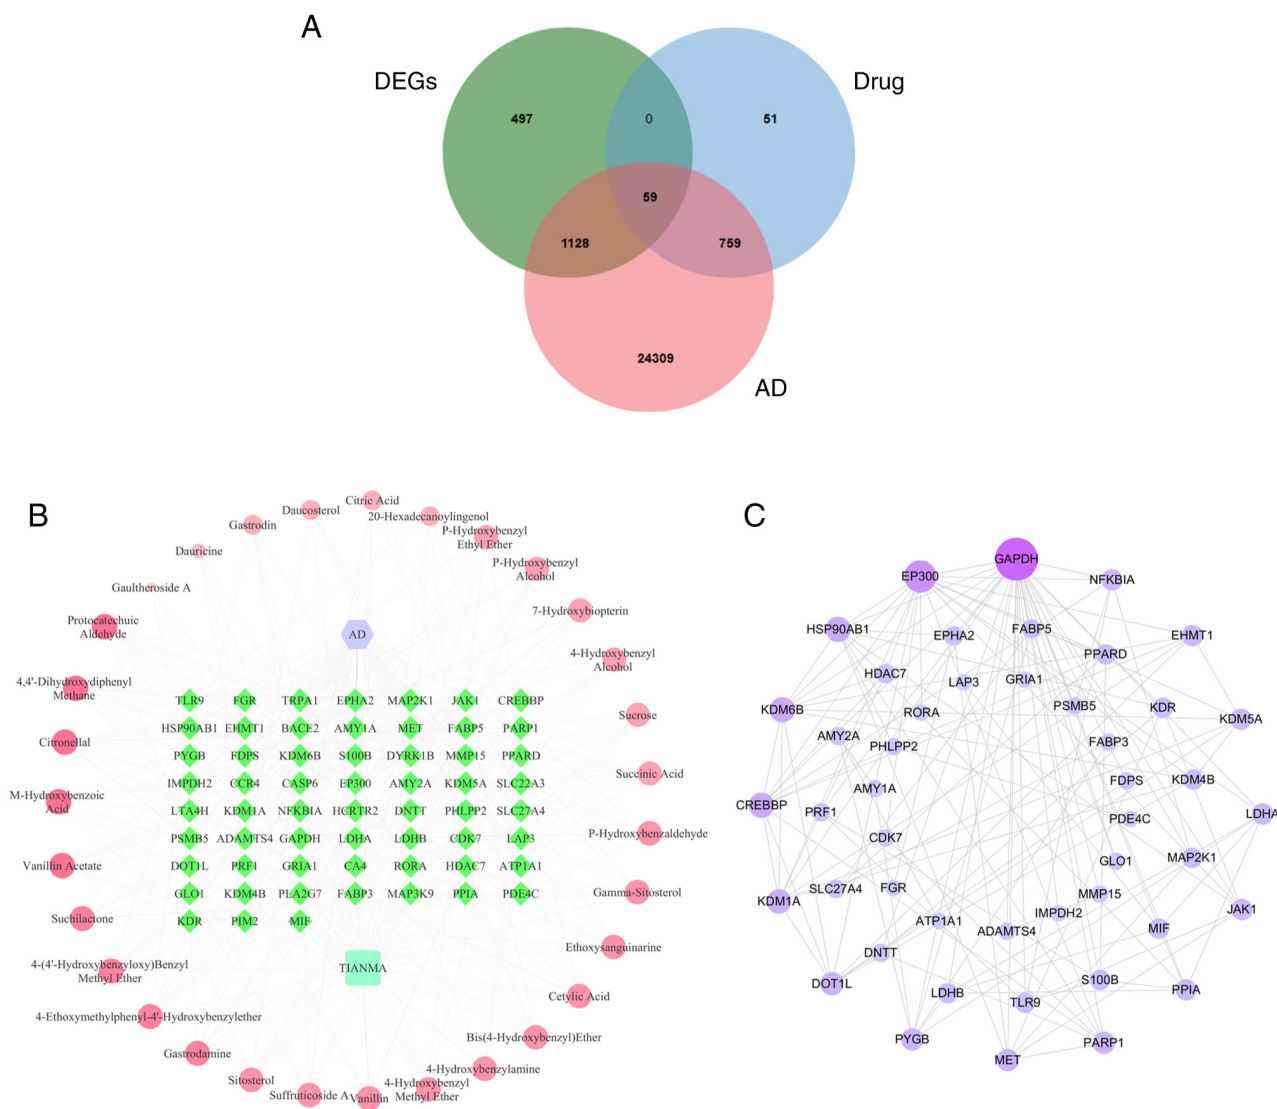 A
DEGs
Drug
497
0
51
59
1128
759
24309
AD
B
Citric Acid
Daucosterol
20-Hexadecanoylingenol
Gastrodin
P-Hydroxybenzyl
Ethyl Ether
Dauricine
P-Hydroxybenzyl
Alcohol
Gaultheroside A
7-Hydroxybiopterin
Protocatechuic
Aldehyde
AD
4-Hydroxybenzyl
Alcohol
4,4'-Dihydroxydiphenyl
Methane
TLR9 FGR TRPA1 EPHA2 MAP2K1 JAK1 CREBBP
Sucrose
HSP90AB1 EHMT1 BACE2 AMY1A MET FABP5 PARP1
Citronellal
PYGB FDPS KDM6B S100B DYRK1B MMP15 PPARD
Succinic Acid
IMPDH2 CCR4 CASP6 EP300 AMY2A KDM5A SLC22A3
M-Hydroxybenzoic
Acid
LTA4H KDM1A NFKBIA HCRTR2 DNTT PHLPP2 SLC27A4
P-Hydroxybenzaldehyde
PSMB5 ADAMTS4 GAPDH LDHA LDHB CDK7 LAP3
Vanillin Acetate
DOT1L PRF1 GRIA1 CA4 RORA HDAC7 ATP1A1
Gamma-Sitosterol
GLO1 KDM4B PLA2G7 FABP3 MAP3K9 PPIA PDE4C
Suchilactone
KDR PIM2 MIF
Ethoxysanguinarine
4-(4'-Hydroxybenzyloxy)Benzyl
Methyl Ether
TIANMA
Cetylic Acid
4-Ethoxymethylphenyl-4'-Hydroxybenzylether
Bis(4-Hydroxybenzyl)Ether
Gastrodamine
4-Hydroxybenzylamine
Sitosterol
4-Hydroxybenzyl
Methyl Ether
Suffruticoside A
Vanillin
C
GAPDH
EP300
NFKBIA
HSP90AB1
EPHA2
FABP5
EHMT1
PPARD
HDAC7
LAP3
GRIA1
KDM6B
RORA
PSMB5
KDR
KDM5A
AMY2A
PHLPP2
FABP3
FDPS
KDM4B
AMY1A
CREBBP
PRF1
PDE4C
LDHA
CDK7
GLO1
MAP2K1
SLC27A4
FGR
MMP15
KDM1A
IMPDH2
JAK1
ATP1A1
ADAMTS4
MIF
DNTT
DOT1L
LDHB
S100B
PPIA
TLR9
PYGB
PARP1
MET